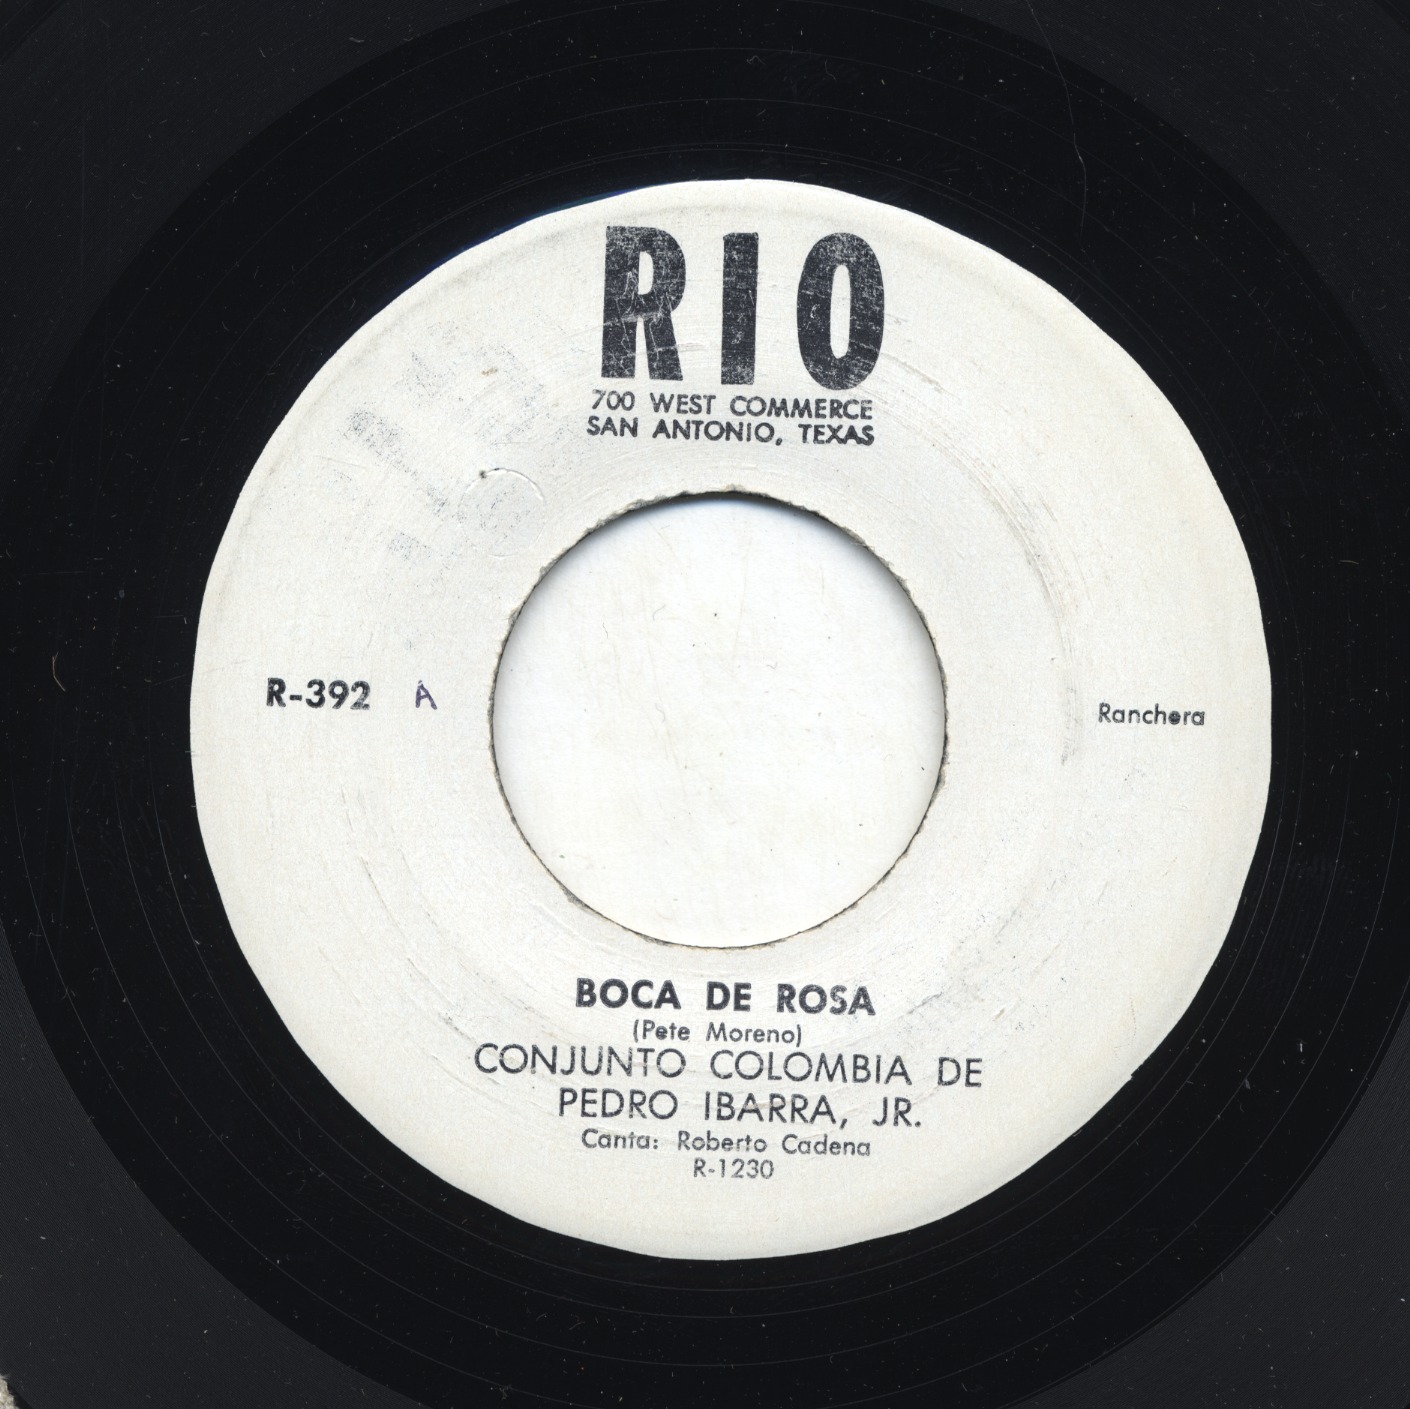 RIO
700 WEST COMMERCE
SAN ANTONIO, TEXAS
R-392 A
Ranchera
BOCA DE ROSA
(Pete Moreno)
CONJUNTO COLOMBIA DE
PEDRO IBARRA, JR.
Canta: Roberto Cadena
R-1230